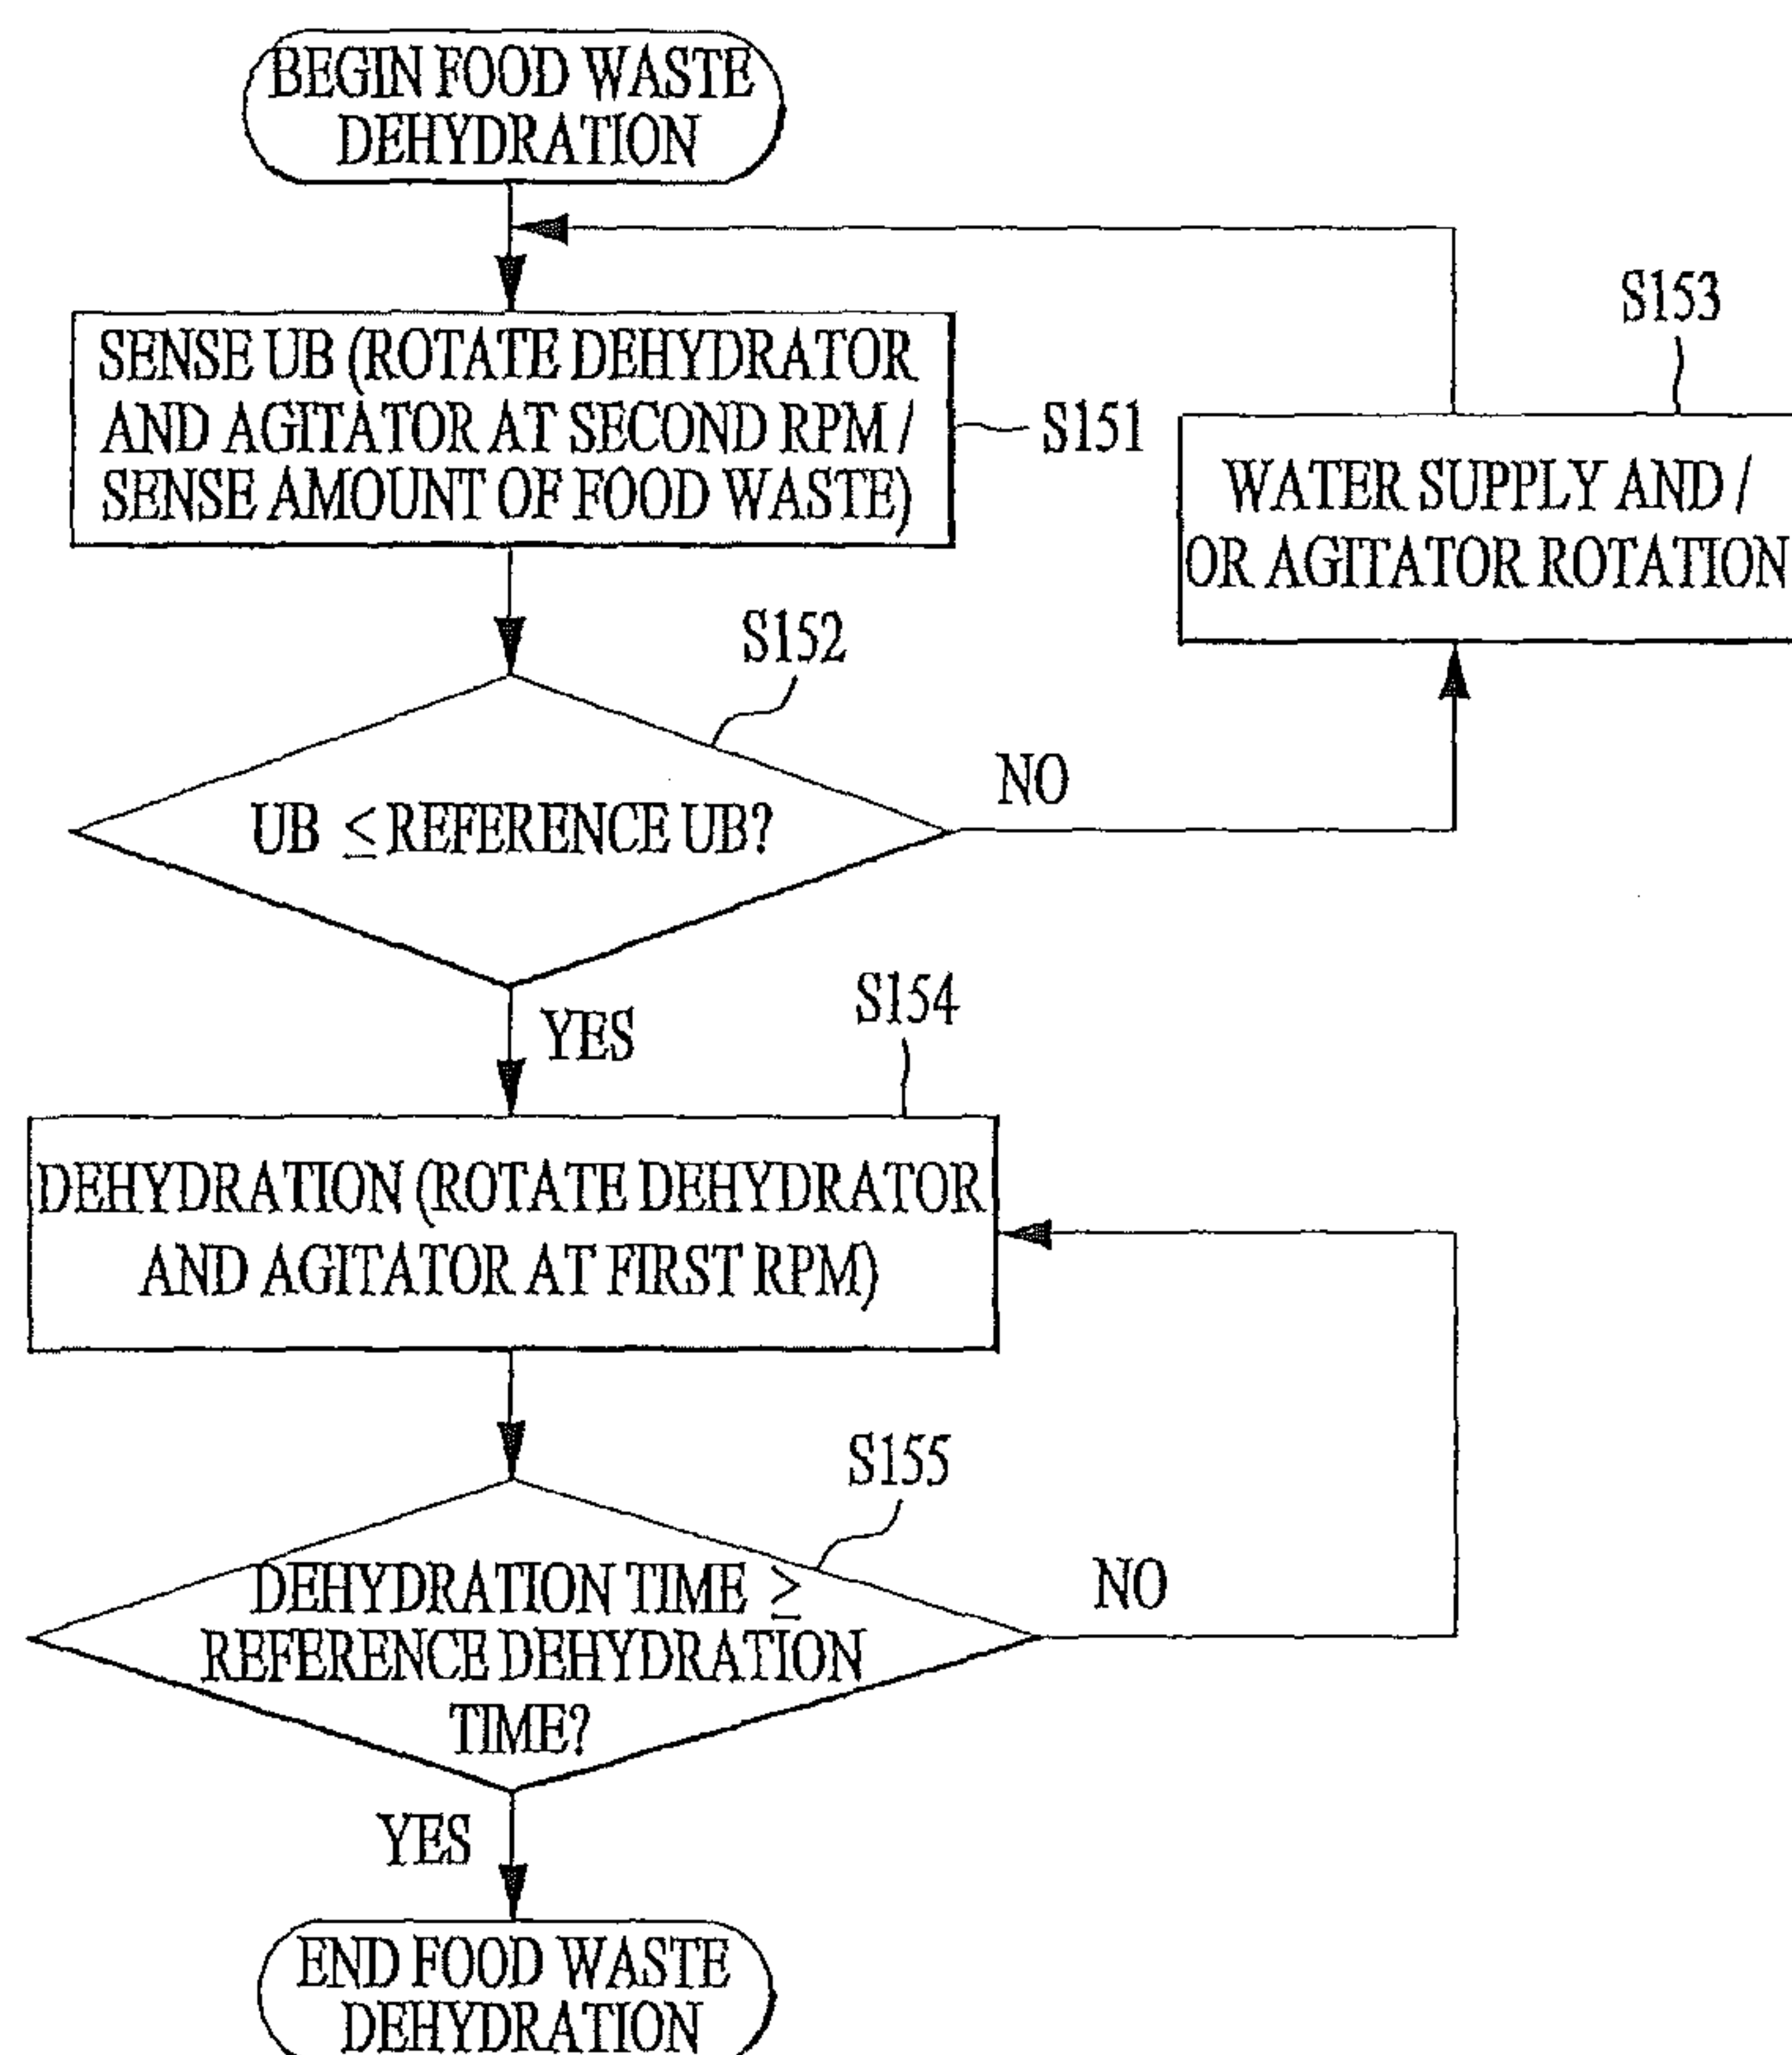 BEGIN FOOD WASTE
DEHYDRATION
SENSE UB (ROTATE DEHYDRATOR
AND AGITATOR AT SECOND RPM /
SENSE AMOUNT OF FOOD WASTE)
S151
S153
WATER SUPPLY AND /
OR AGITATOR ROTATION
S152
UB ≤ REFERENCE UB?
NO
YES
S154
DEHYDRATION (ROTATE DEHYDRATOR
AND AGITATOR AT FIRST RPM)
S155
DEHYDRATION TIME ≥
REFERENCE DEHYDRATION
TIME?
NO
YES
END FOOD WASTE
DEHYDRATION